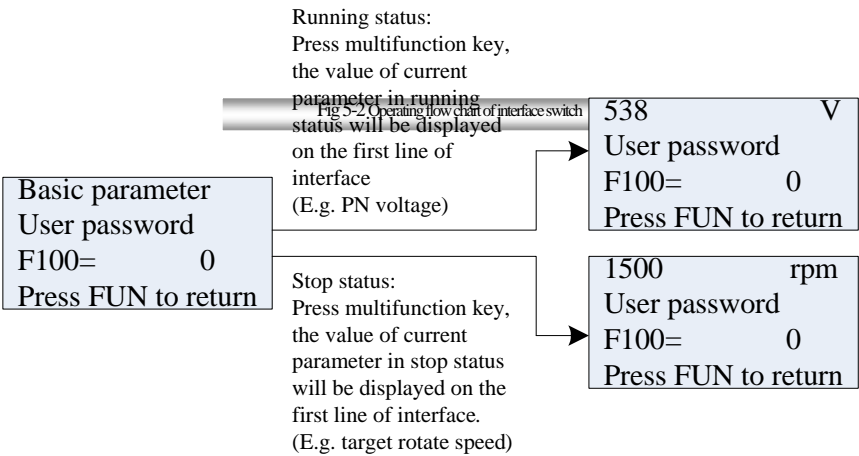 Running status:
Press multifunction key,
the value of current
parameter in running
status will be displayed
on the first line of
interface
(E.g. PN voltage)
Fig 5-2 Operating flow chart of interface switch
538 V
User password
F100= 0
Press FUN to return
Basic parameter
User password
F100= 0
Press FUN to return
Stop status:
Press multifunction key,
the value of current
parameter in stop status
will be displayed on the
first line of interface.
(E.g. target rotate speed)
1500 rpm
User password
F100= 0
Press FUN to return